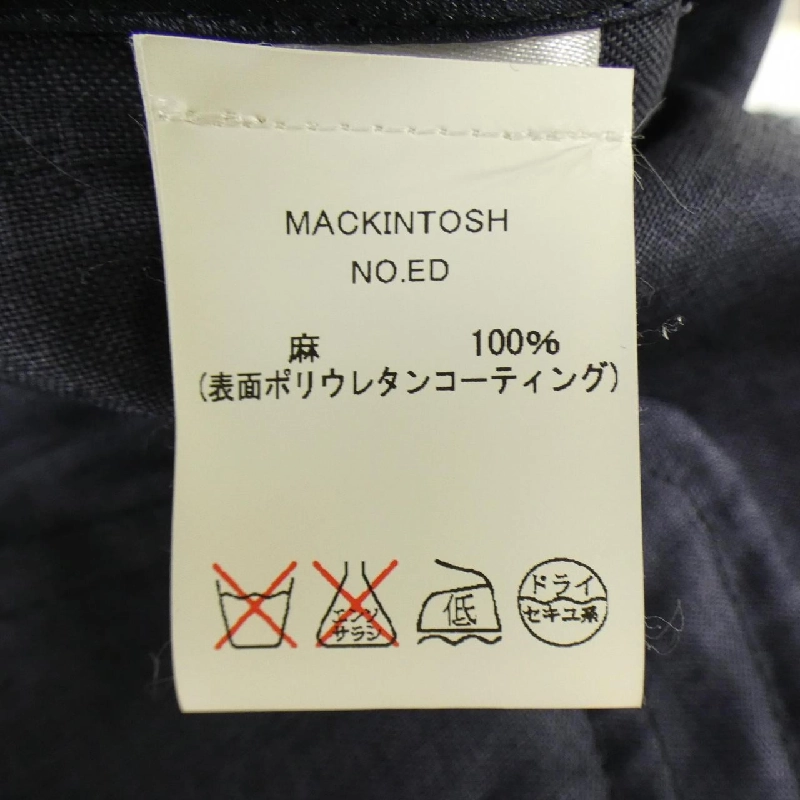 MACKINTOSH
NO.ED
麻 100%
(表面ポリウレタンコーティング)
エンソ
サラシ
低
ドライ
セキユ系